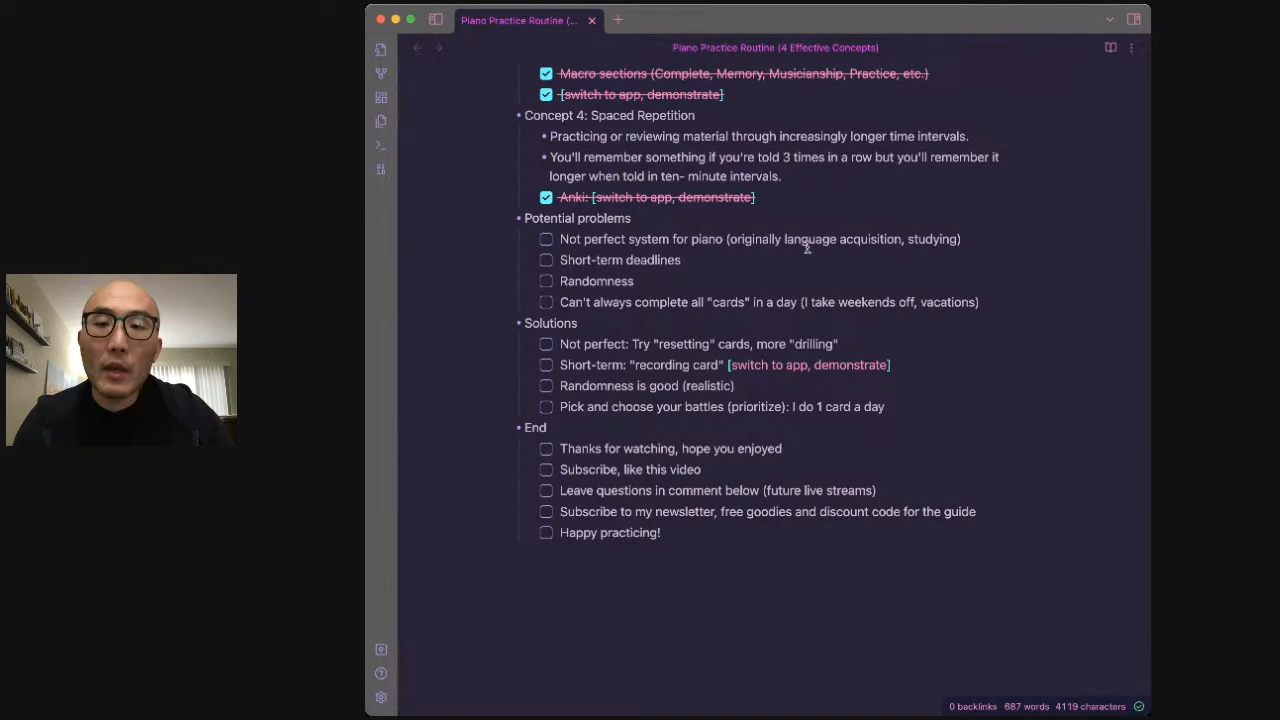 Piano Practice Routine (...
Piano Practice Routine (4 Effective Concepts)
Macro sections (Complete, Memory, Musicianship, Practice, etc.)
[switch to app, demonstrate]
Concept 4: Spaced Repetition
Practicing or reviewing material through increasingly longer time intervals.
You'll remember something if you're told 3 times in a row but you'll remember it
longer when told in ten- minute intervals.
Anki: [switch to app, demonstrate]
Potential problems
Not perfect system for piano (originally language acquisition, studying)
Short-term deadlines
Randomness
Can't always complete all "cards" in a day (I take weekends off, vacations)
Solutions
Not perfect: Try "resetting" cards, more "drilling"
Short-term: "recording card" [switch to app, demonstrate]
Randomness is good (realistic)
Pick and choose your battles (prioritize): I do 1 card a day
End
Thanks for watching, hope you enjoyed
Subscribe, like this video
Leave questions in comment below (future live streams)
Subscribe to my newsletter, free goodies and discount code for the guide
Happy practicing!
0 backlinks 687 words 4119 characters